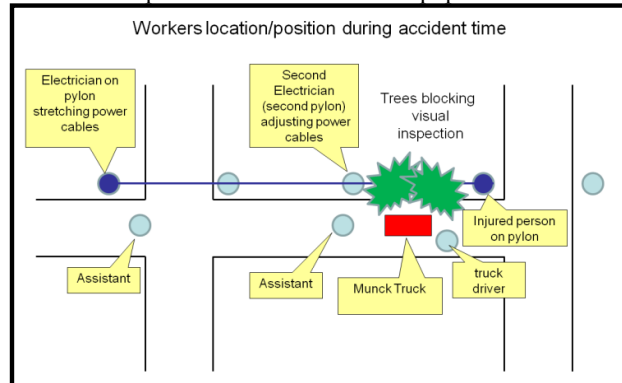 Workers location/position during accident time
Electrician on
pylon
stretching power
cables
Second
Electrician
(second pylon)
adjusting power
cables
Trees blocking
visual
inspection
Injured person
on pylon
Assistant
Assistant
Munck Truck
truck
driver